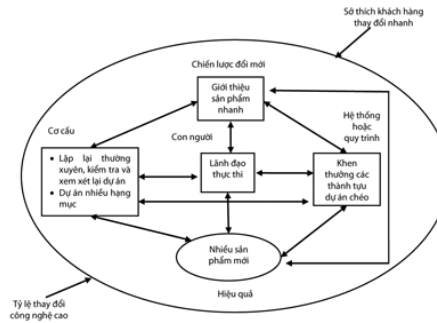 Sở thích khách hàng
thay đổi nhanh
Chiến lược đổi mới
Giới thiệu
sản phẩm
nhanh
Cơ cấu
Con người
Hệ thống
hoặc
quy trình
• Lặp lại thường
xuyên, kiểm tra và
xem xét lại dự án
• Dự án nhiều hạng
mục
Lãnh đạo
thực thi
Khen
thưởng các
thành tựu
dự án chéo
Nhiều sản
phẩm mới
Hiệu quả
Tỷ lệ thay đổi
công nghệ cao